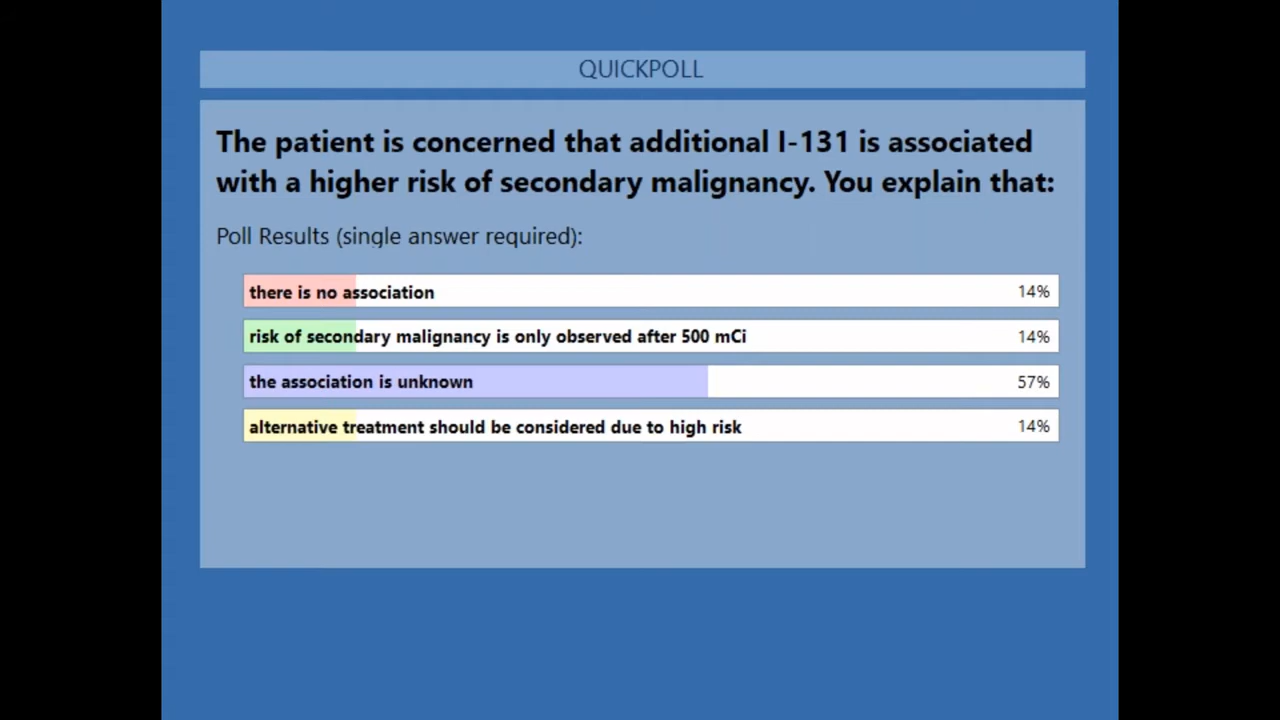 QUICKPOLL
The patient is concerned that additional I-131 is associated
with a higher risk of secondary malignancy. You explain that:
Poll Results (single answer required):
there is no association 14%
risk of secondary malignancy is only observed after 500 mCi 14%
the association is unknown 57%
alternative treatment should be considered due to high risk 14%